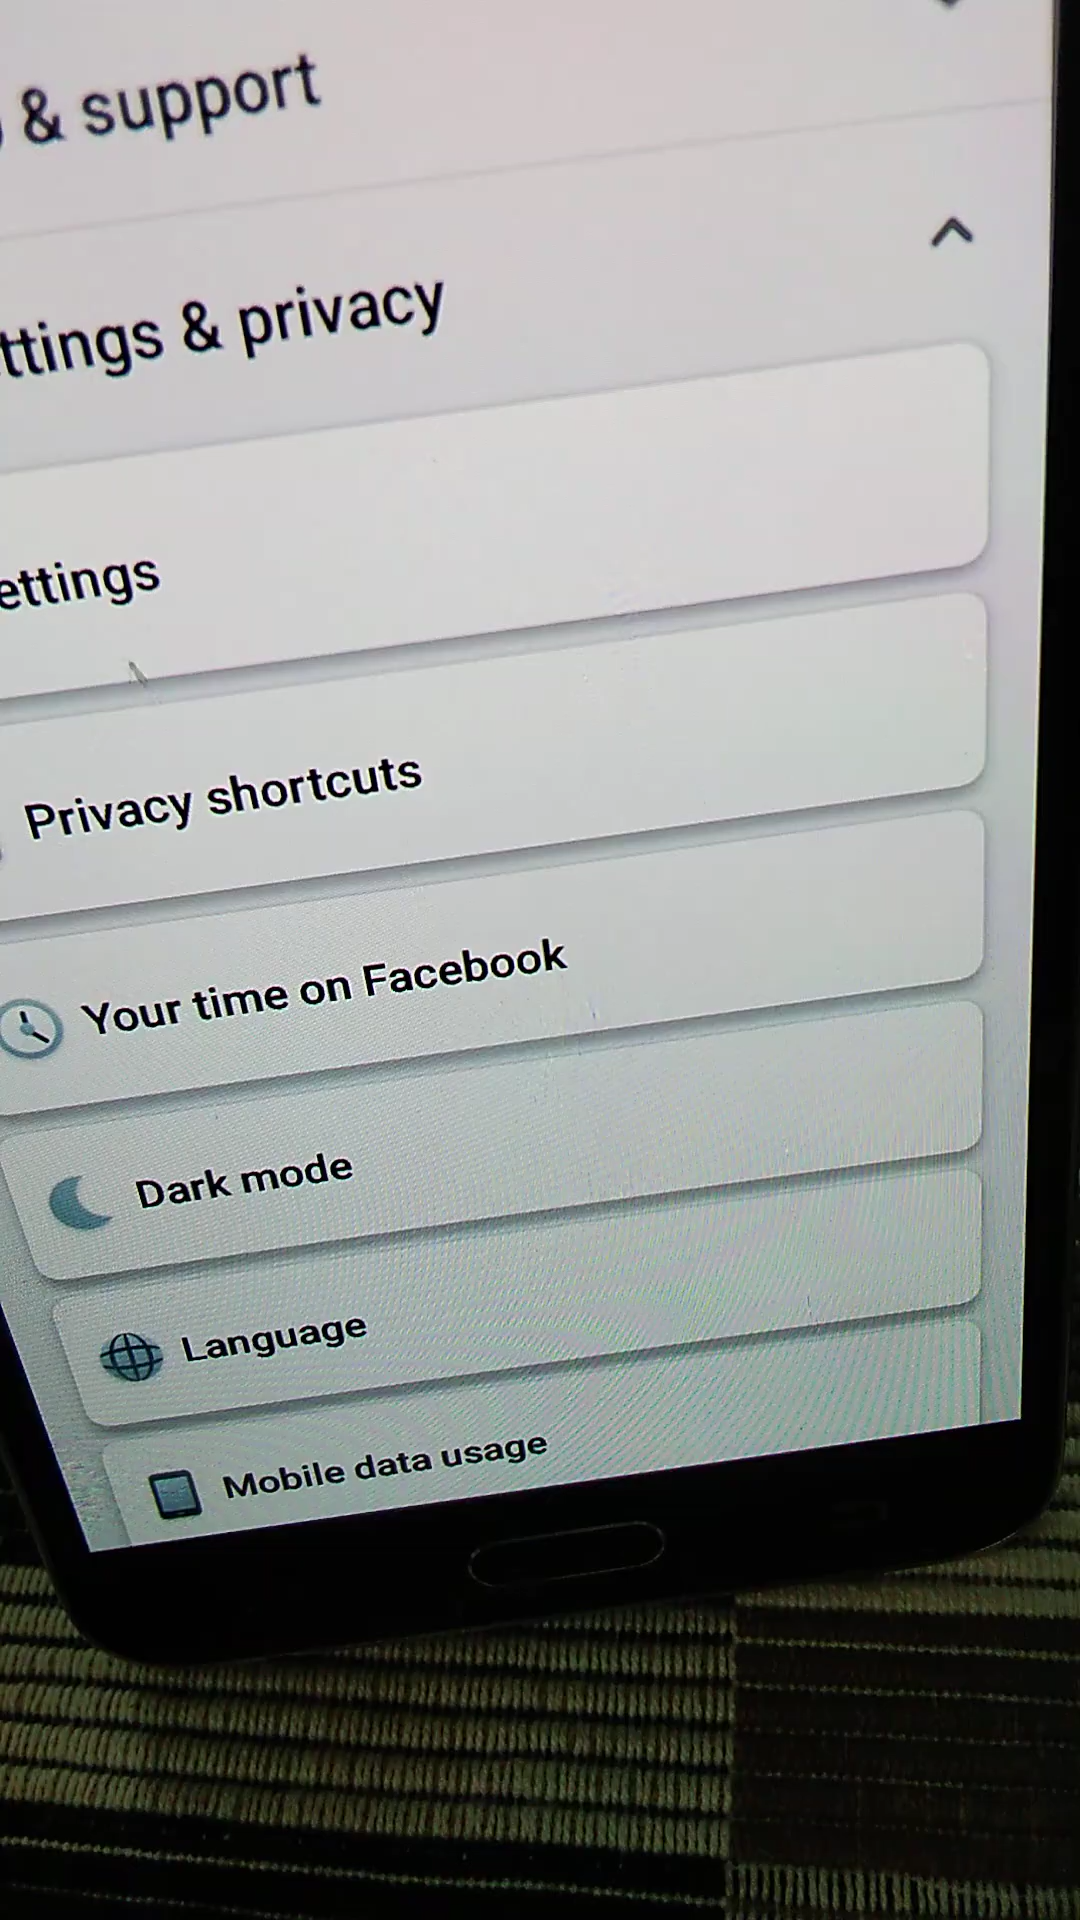 & support
ttings & privacy
ettings
Privacy shortcuts
Your time on Facebook
Dark mode
Language
Mobile data usage